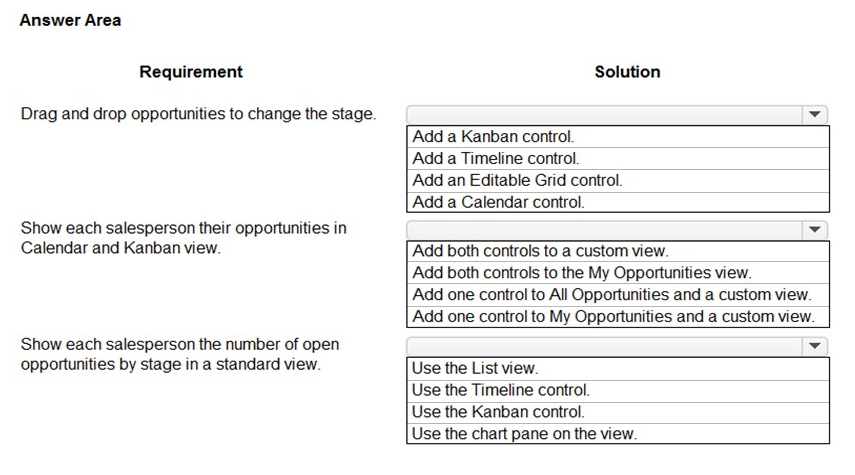 Answer Area
Requirement
Solution
Drag and drop opportunities to change the stage.
Add a Kanban control.
Add a Timeline control.
Add an Editable Grid control.
Add a Calendar control.
Show each salesperson their opportunities in
Calendar and Kanban view.
Add both controls to a custom view.
Add both controls to the My Opportunities view.
Add one control to All Opportunities and a custom view.
Add one control to My Opportunities and a custom view.
Show each salesperson the number of open
opportunities by stage in a standard view.
Use the List view.
Use the Timeline control.
Use the Kanban control.
Use the chart pane on the view.